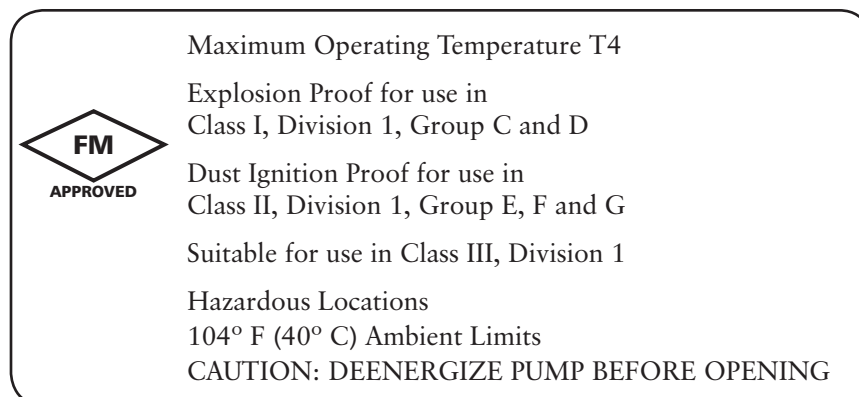 Maximum Operating Temperature T4
Explosion Proof for use in
Class I, Division 1, Group C and D
FM
APPROVED
Dust Ignition Proof for use in
Class II, Division 1, Group E, F and G
Suitable for use in Class III, Division 1
Hazardous Locations
104° F (40° C) Ambient Limits
CAUTION: DEENERGIZE PUMP BEFORE OPENING